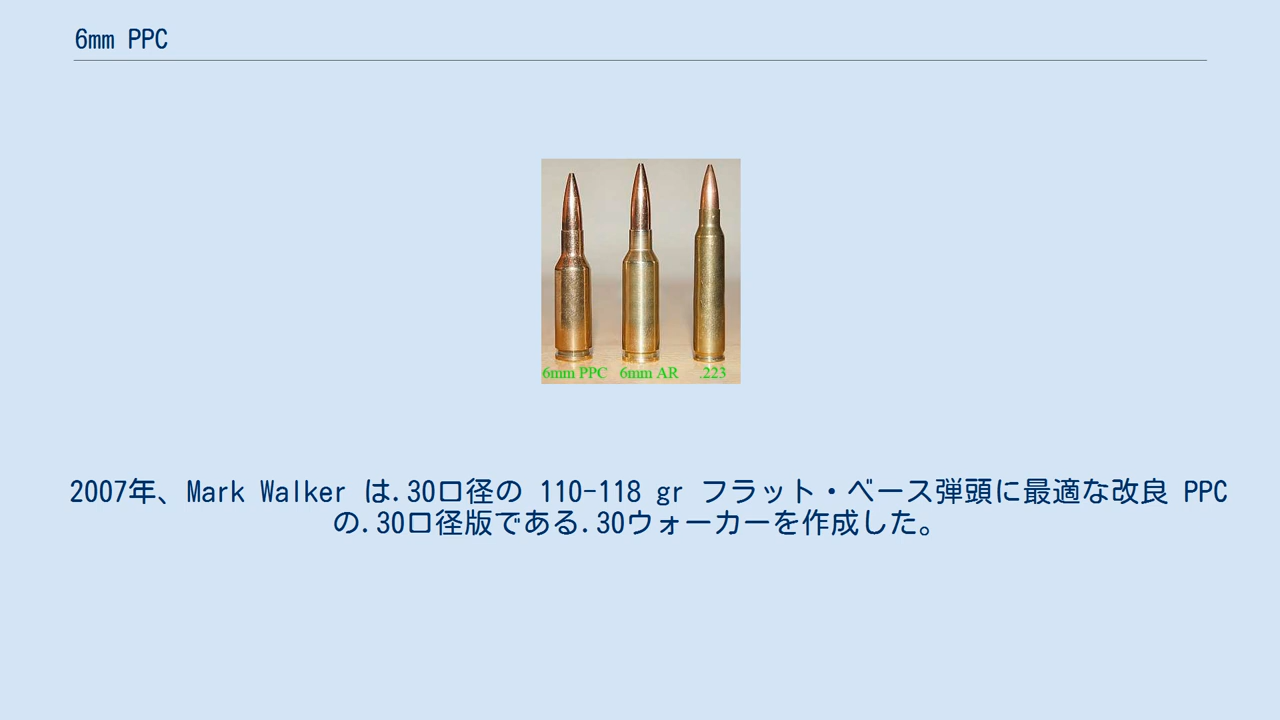 6mm PPC
6mm PPC 6mm AR .223
2007年、Mark Walker は.30口径の 110-118 gr フラット・ベース弾頭に最適な改良 PPC
の.30口径版である.30ウォーカーを作成した。